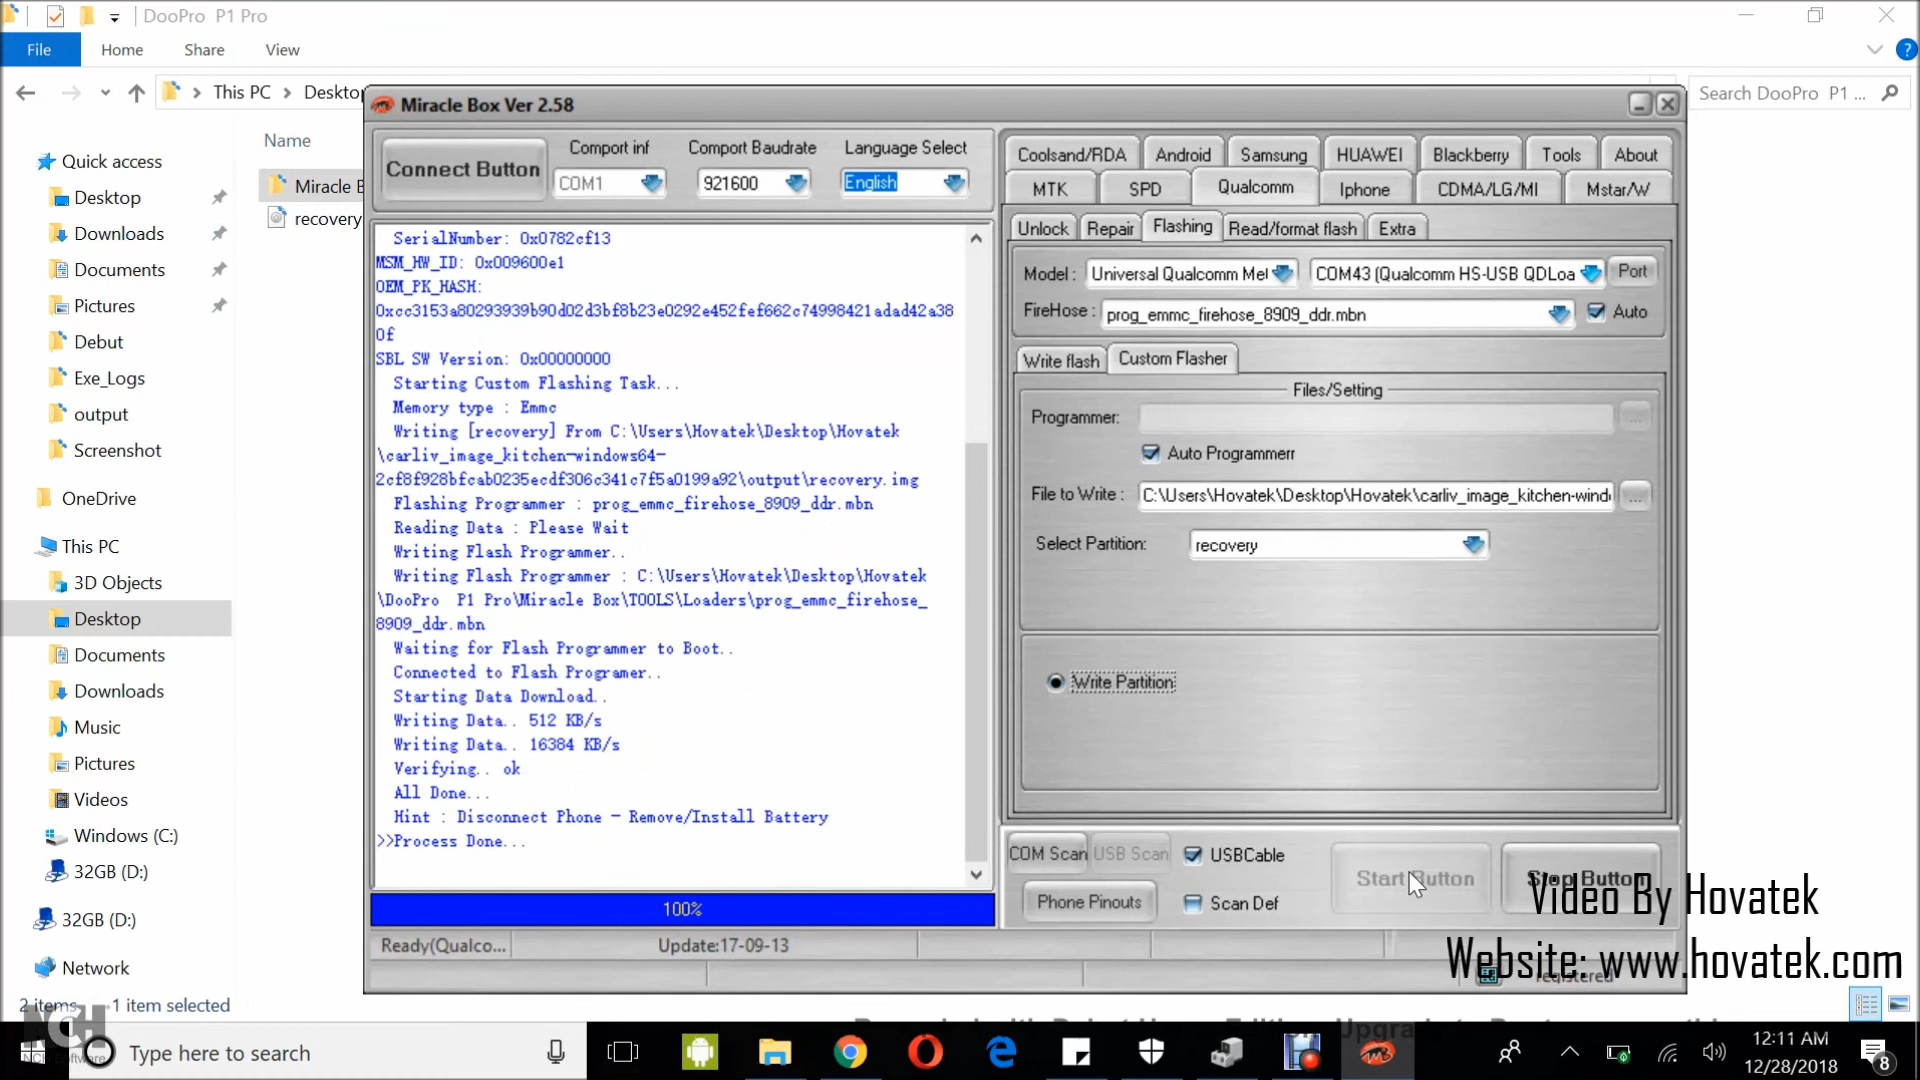 DooPro P1 Pro
File Home Share View
This PC > Desktop
Search DooPro P1 ...
Quick access
Desktop
Downloads
Documents
Pictures
Debut
Exe_Logs
output
Screenshot
OneDrive
This PC
3D Objects
Desktop
Documents
Downloads
Music
Pictures
Videos
Windows (C:)
32GB (D:)
32GB (D:)
Network
2 items 1 item selected
Name
Miracle B
recovery
Miracle Box Ver 2.58
Connect Button
Comport inf
COM1
Comport Baudrate
921600
Language Select
English
SerialNumber: 0x0782cf13
MSM_HW_ID: 0x009600e1
OEM_PK_HASH:
0xcc3153a80293939b90d02d3bf8b23e0292e452fef662c74998421adad42a38
0f
SBL SW Version: 0x00000000
Starting Custom Flashing Task...
Memory type : Emmc
Writing [recovery] From C:\Users\Hovatek\Desktop\Hovatek
\carliv_image_kitchen-windows64-
2cf8f928bfcab0235ecdf306c341c7f5a0199a92\output\recovery.img
Flashing Programmer : prog_emmc_firehose_8909_ddr.mbn
Reading Data : Please Wait
Writing Flash Programmer..
Writing Flash Programmer : C:\Users\Hovatek\Desktop\Hovatek
\DooPro P1 Pro\Miracle Box\TOOLS\Loaders\prog_emmc_firehose_
8909_ddr.mbn
Waiting for Flash Programmer to Boot..
Connected to Flash Programer..
Starting Data Download..
Writing Data.. 512 KB/s
Writing Data.. 16384 KB/s
Verifying.. ok
All Done...
Hint : Disconnect Phone - Remove/Install Battery
>>Process Done...
100%
Ready(Qualco... Update:17-09-13
Coolsand/RDA Android Samsung HUAWEI Blackberry Tools About
MTK SPD Qualcomm Iphone CDMA/LG/MI Mstar/W
Unlock Repair Flashing Read/format flash Extra
Model : Universal Qualcomm Met COM43 (Qualcomm HS-USB QDLoa Port
FireHose : prog_emmc_firehose_8909_ddr.mbn Auto
Write flash Custom Flasher
Files/Setting
Programmer: ...
Auto Programmerr
File to Write : C:\Users\Hovatek\Desktop\Hovatek\carliv_image_kitchen-wind ...
Select Partition: recovery
Write Partition
COM Scan USB Scan USBCable
Phone Pinouts Scan Def
Start Button Stop Button
registered
Video By Hovatek
Website: www.hovatek.com
NCH
NCH Software
Type here to search
12:11 AM
12/28/2018
8